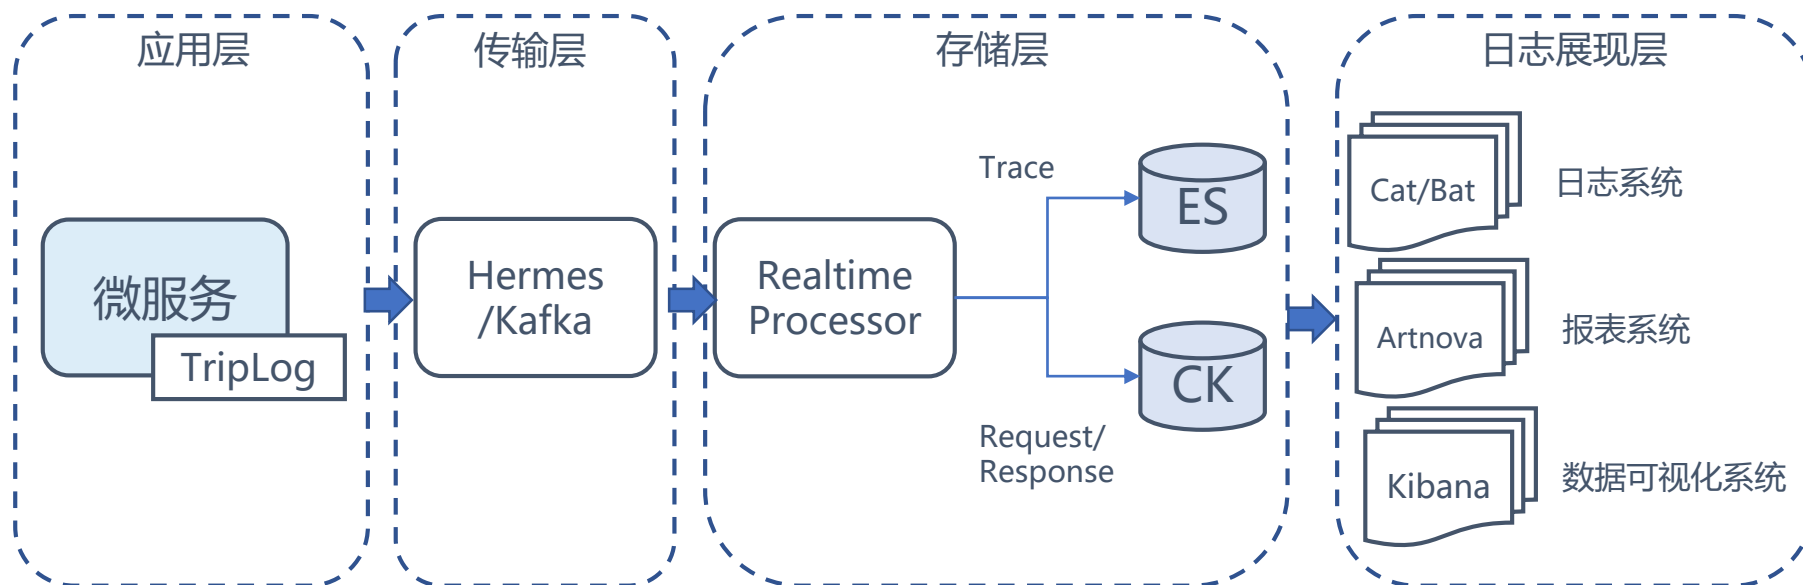 应用层
微服务
TripLog
传输层
Hermes
/Kafka
存储层
Realtime
Processor
Trace
ES
CK
Request/
Response
日志展现层
Cat/Bat
日志系统
Artnova
报表系统
Kibana
数据可视化系统